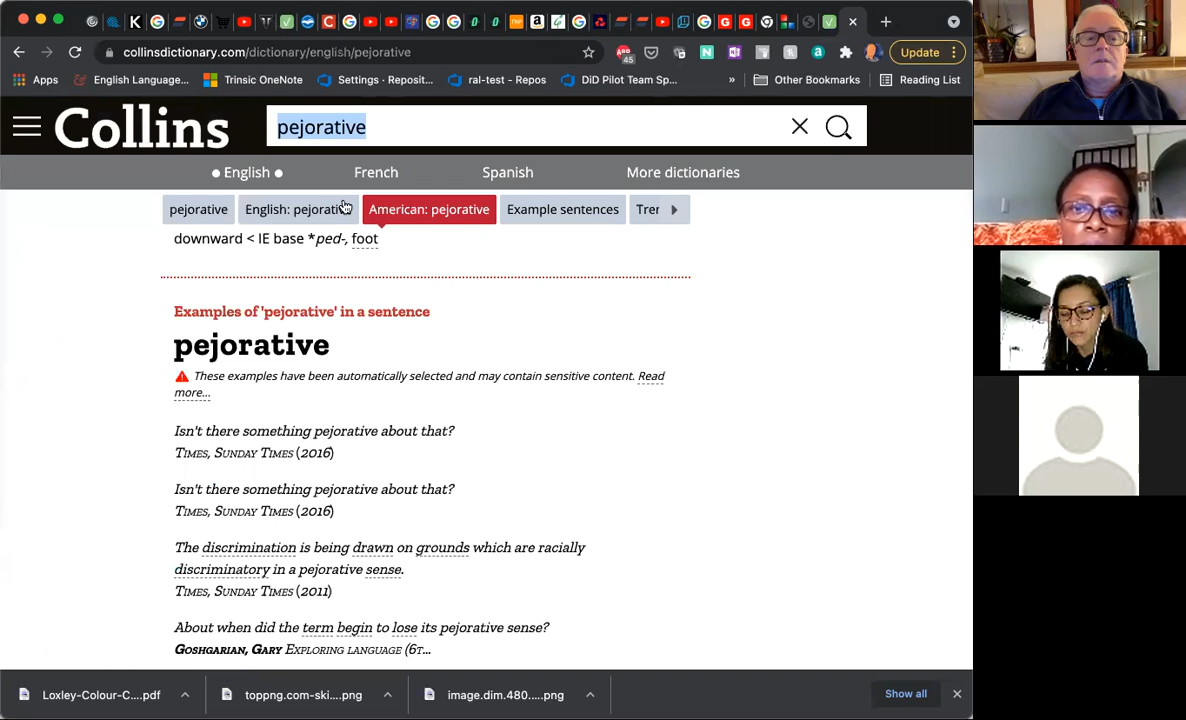 collinsdictionary.com/dictionary/english/pejorative
45
Update
Apps
English Language...
Trinsic OneNote
Settings · Reposit...
ral-test - Repos
DiD Pilot Team Sp...
»
Other Bookmarks
Reading List
Collins
pejorative
English
French
Spanish
More dictionaries
pejorative
English: pejorative
American: pejorative
Example sentences
Trer
downward < IE base *ped-, foot
Examples of 'pejorative' in a sentence
pejorative
These examples have been automatically selected and may contain sensitive content. Read
more...
Isn't there something pejorative about that?
Times, Sunday Times (2016)
Isn't there something pejorative about that?
Times, Sunday Times (2016)
The discrimination is being drawn on grounds which are racially
discriminatory in a pejorative sense.
Times, Sunday Times (2011)
About when did the term begin to lose its pejorative sense?
Goshgarian, Gary Exploring language (6t...
Loxley-Colour-C....pdf
toppng.com-ski....png
image.dim.480.....png
Show all